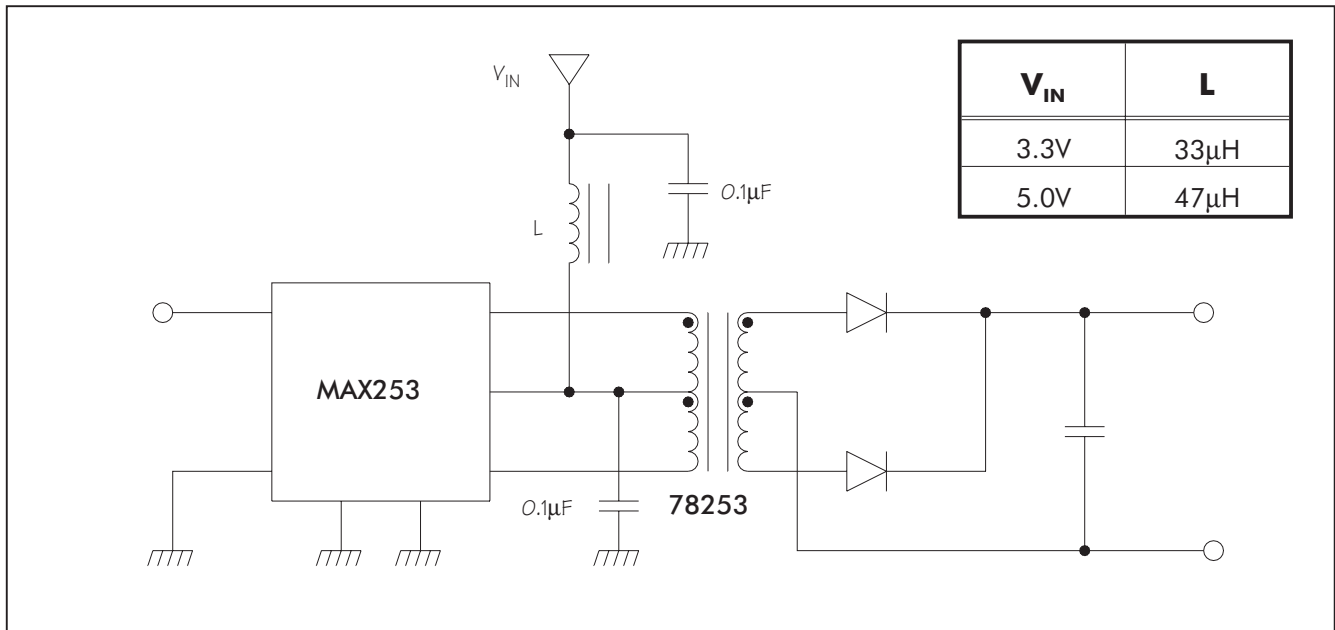 V_IN
0.1µF
L
MAX253
0.1µF
78253
V_IN L
3.3V 33µH
5.0V 47µH